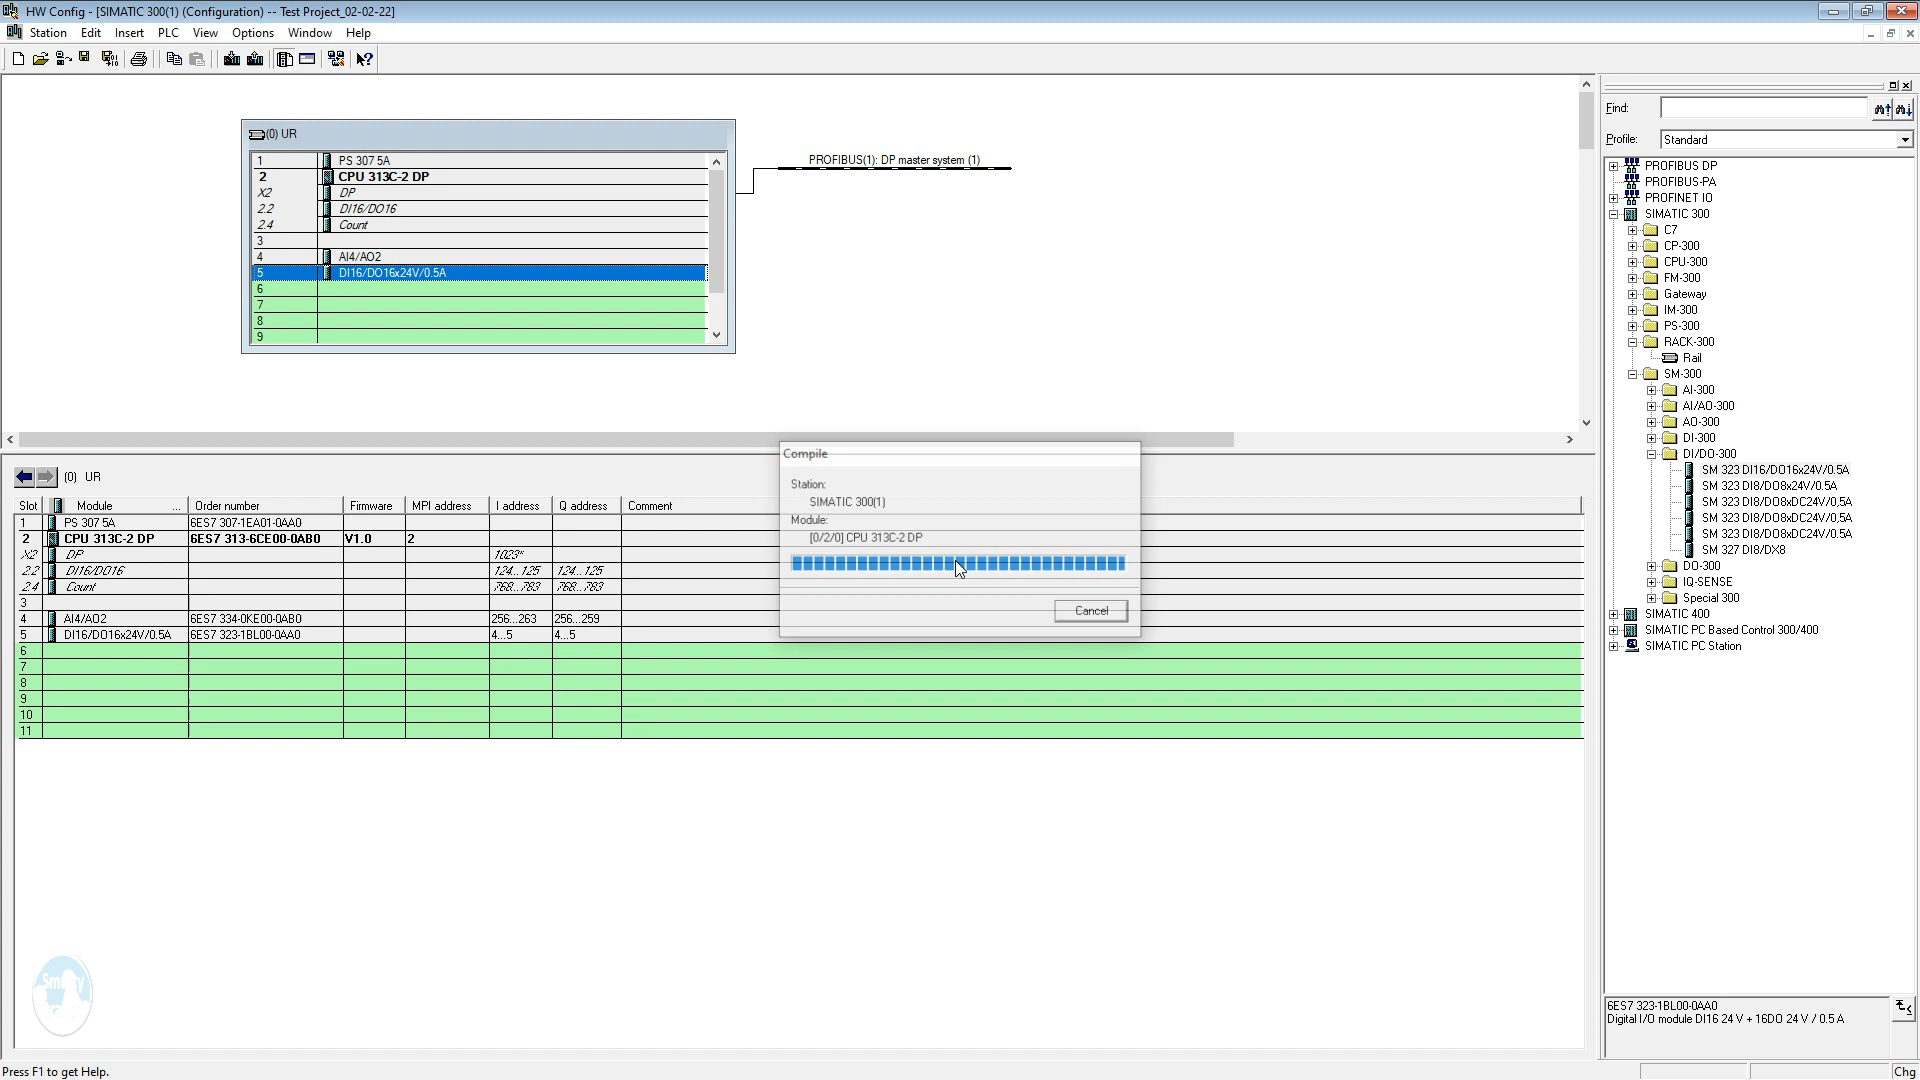 HW Config - [SIMATIC 300(1) (Configuration) -- Test Project_02-02-22]
Station Edit Insert PLC View Options Window Help
(0) UR
1 PS 307 5A
2 CPU 313C-2 DP
X2 DP
2.2 DI16/DO16
2.4 Count
3
4 AI4/AO2
5 DI16/DO16x24V/0.5A
6
7
8
9
PROFIBUS(1): DP master system (1)
Find:
Profile: Standard
PROFIBUS DP
PROFIBUS-PA
PROFINET IO
SIMATIC 300
C7
CP-300
CPU-300
FM-300
Gateway
IM-300
PS-300
RACK-300
Rail
SM-300
AI-300
AI/AO-300
AO-300
DI-300
DI/DO-300
SM 323 DI16/DO16x24V/0.5A
SM 323 DI8/DO8x24V/0.5A
SM 323 DI8/DO8xDC24V/0.5A
SM 323 DI8/DO8xDC24V/0.5A
SM 323 DI8/DO8xDC24V/0.5A
SM 327 DI8/DX8
DO-300
IQ-SENSE
Special 300
SIMATIC 400
SIMATIC PC Based Control 300/400
SIMATIC PC Station
6ES7 323-1BL00-0AA0
Digital I/O module DI16 24 V + 16DO 24 V / 0.5 A
(0) UR
Slot Module ... Order number Firmware MPI address I address Q address Comment
1 PS 307 5A 6ES7 307-1EA01-0AA0
2 CPU 313C-2 DP 6ES7 313-6CE00-0AB0 V1.0 2
X2 DP 1023*
2.2 DI16/DO16 124...125 124...125
2.4 Count 768...783 768...783
3
4 AI4/AO2 6ES7 334-0KE00-0AB0 256...263 256...259
5 DI16/DO16x24V/0.5A 6ES7 323-1BL00-0AA0 4...5 4...5
6
7
8
9
10
11
Compile
Station:
SIMATIC 300(1)
Module:
[0/2/0] CPU 313C-2 DP
Cancel
Press F1 to get Help.
Chg